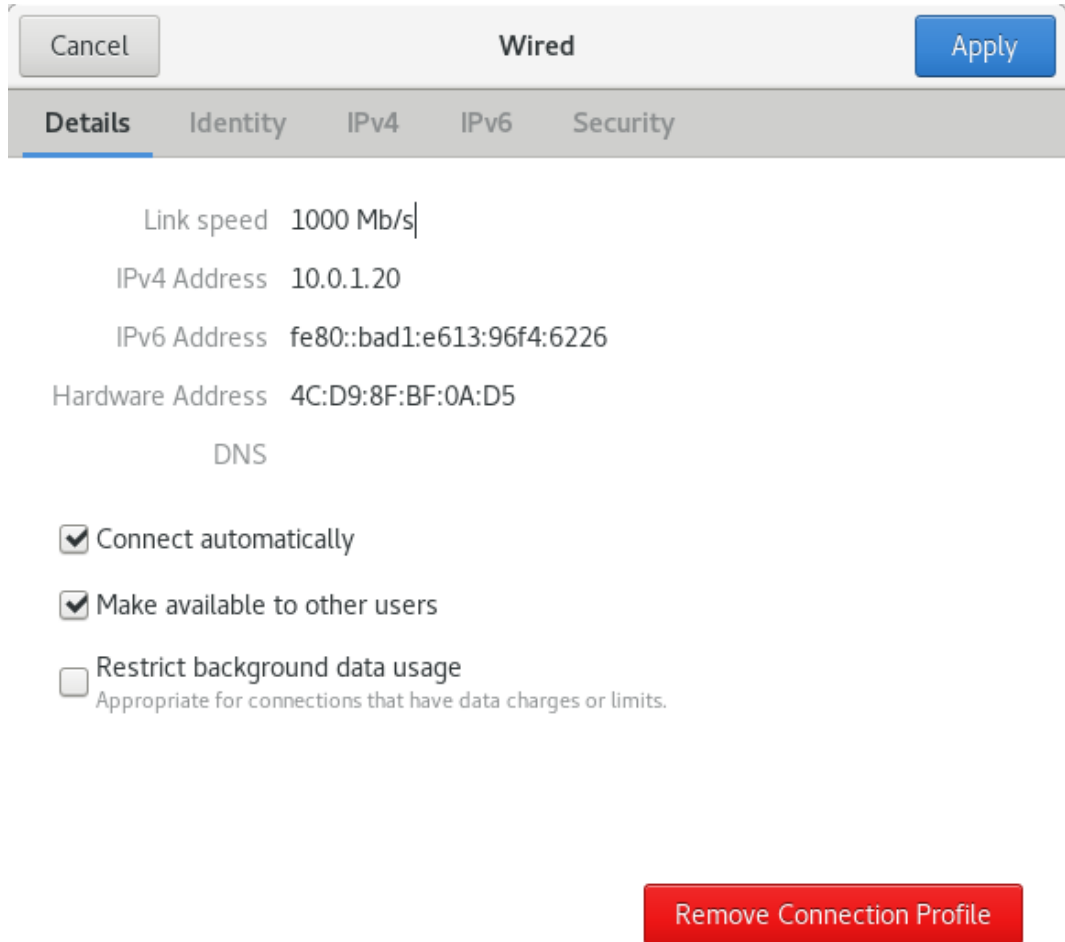 Cancel Wired Apply
Details Identity IPv4 IPv6 Security
Link speed 1000 Mb/s
IPv4 Address 10.0.1.20
IPv6 Address fe80::bad1:e613:96f4:6226
Hardware Address 4C:D9:8F:BF:0A:D5
DNS
Connect automatically
Make available to other users
Restrict background data usage
Appropriate for connections that have data charges or limits.
Remove Connection Profile